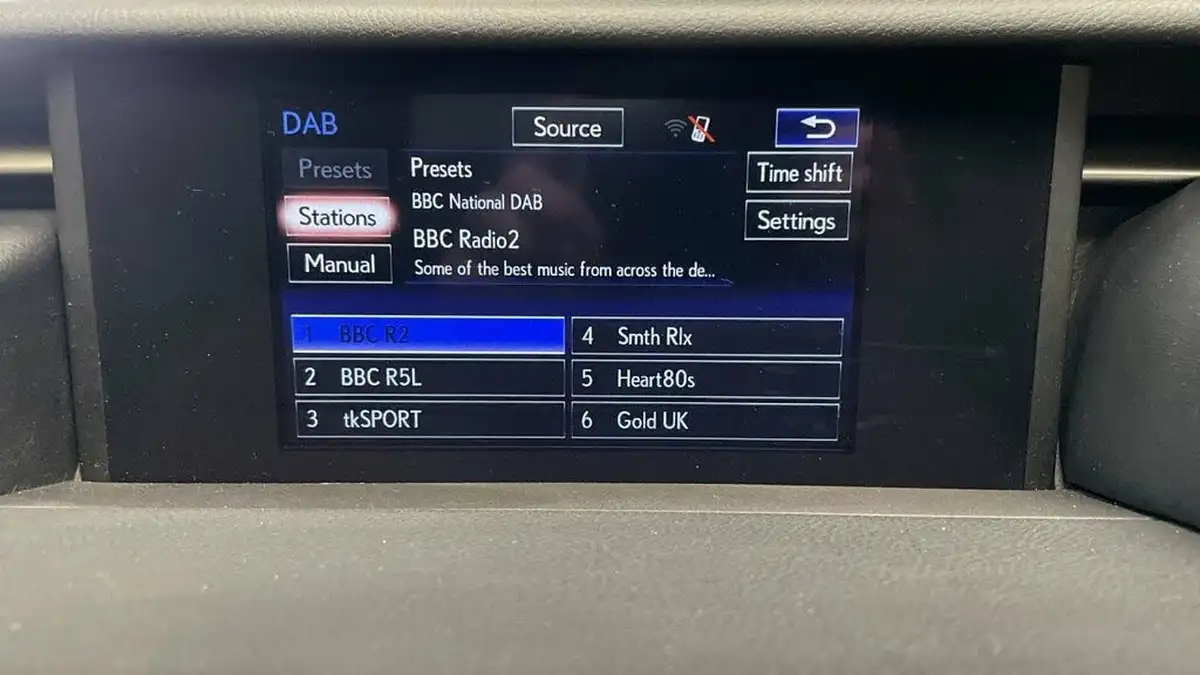 DAB
Source
Presets
Presets
Time shift
Stations
BBC National DAB
Settings
BBC Radio2
Manual
Some of the best music from across the de...
1 BBC R2
4 Smth Rlx
2 BBC R5L
5 Heart80s
3 tkSPORT
6 Gold UK